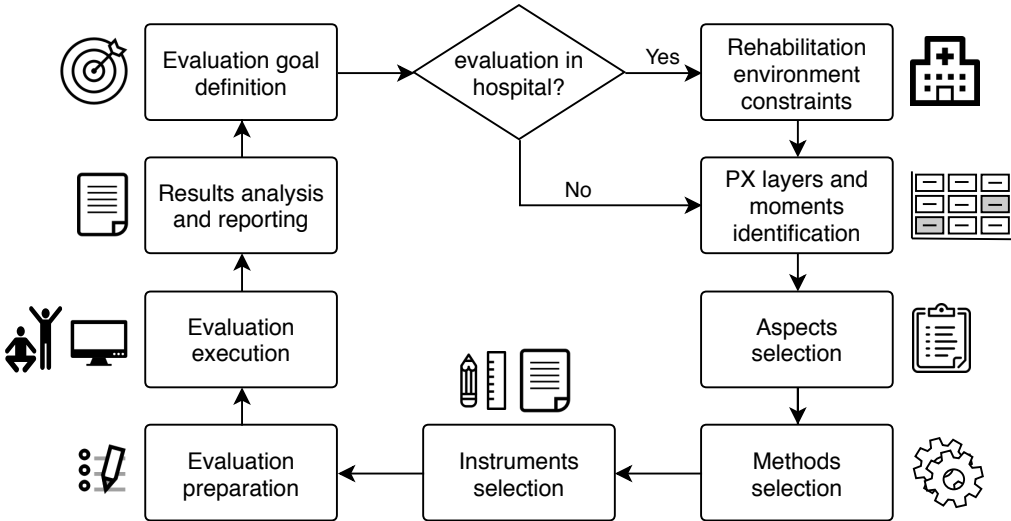 Evaluation goal
definition
evaluation in
hospital?
Yes
Rehabilitation
environment
constraints
Results analysis
and reporting
No
PX layers and
moments
identification
Evaluation
execution
Aspects
selection
Evaluation
preparation
Instruments
selection
Methods
selection